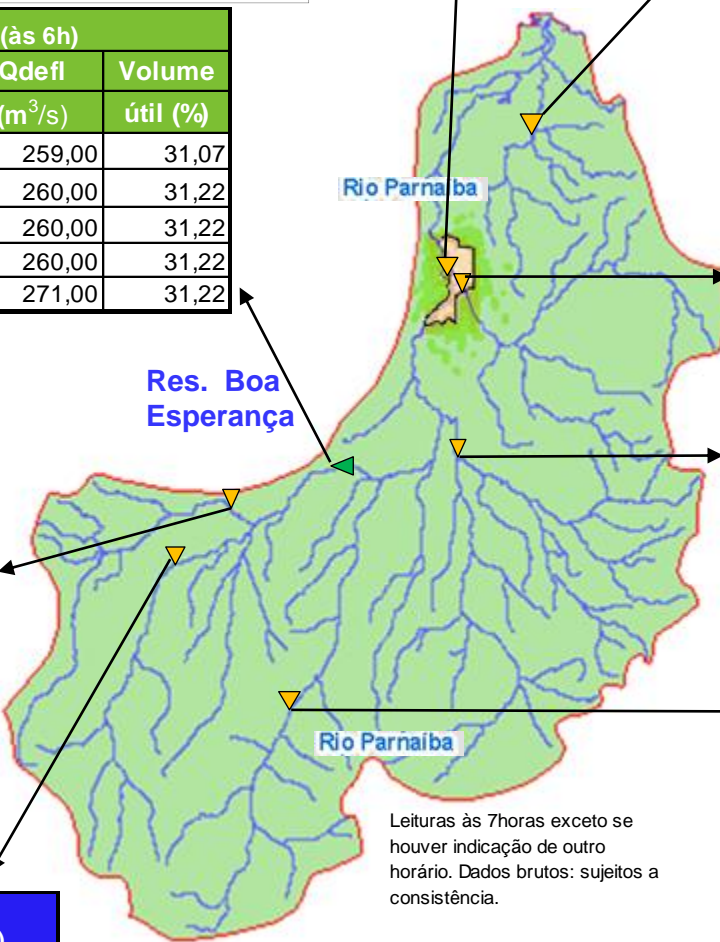 (às 6h)
Qdefl Volume
(m³/s) útil (%)
259,00 31,07
260,00 31,22
260,00 31,22
260,00 31,22
271,00 31,22
Rio Parnaíba
Res. Boa
Esperança
Rio Parnaíba
Leituras às 7horas exceto se
houver indicação de outro
horário. Dados brutos: sujeitos a
consistência.